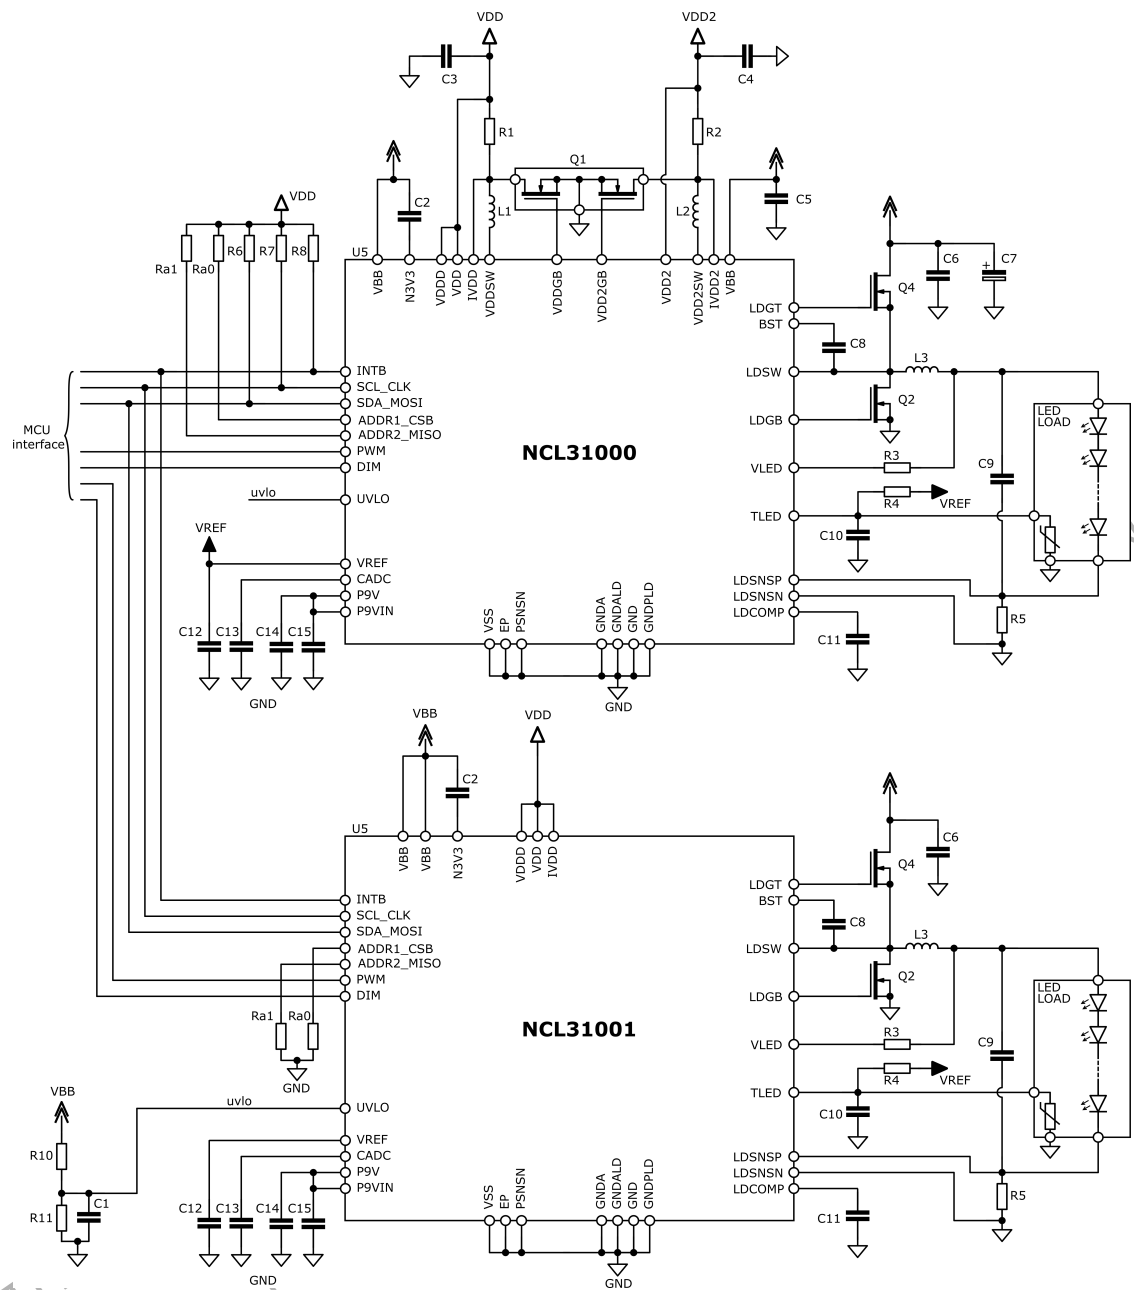 VDD
VDD2
C3
C4
R1
R2
Q1
C2
C5
VDD
L1
L2
R6
R7
R8
Ra1
Ra0
U5
VBB
N3V3
VDDD
VDD
IVDD
VDDSW
VDDGB
VDD2GB
VDD2
VDD2SW
IVDD2
VBB
C6
C7
+
Q4
LDGT
BST
C8
L3
INTB
LDSW
SCL_CLK
SDA_MOSI
Q2
LED
LOAD
MCU
interface
ADDR1_CSB
LDGB
ADDR2_MISO
PWM
NCL31000
R3
DIM
VLED
C9
uvlo
UVLO
R4
VREF
TLED
VREF
C10
VREF
CADC
LDSNSP
P9V
LDSNSN
P9VIN
LDCOMP
R5
C12
C13
C14
C15
VSS
EP
PSNSN
GNDA
GNDALD
GND
GNDPLD
C11
GND
GND
VBB
VDD
C2
U5
VBB
VBB
N3V3
VDDD
VDD
IVDD
C6
Q4
LDGT
INTB
BST
SCL_CLK
C8
SDA_MOSI
L3
ADDR1_CSB
LDSW
ADDR2_MISO
PWM
Q2
LED
LOAD
DIM
LDGB
Ra1
Ra0
NCL31001
R3
VLED
C9
GND
R4
VREF
VBB
TLED
uvlo
UVLO
C10
VREF
R10
CADC
LDSNSP
P9V
LDSNSN
P9VIN
LDCOMP
C1
R5
R11
C12
C13
C14
C15
VSS
EP
PSNSN
GNDA
GNDALD
GND
GNDPLD
C11
GND
GND